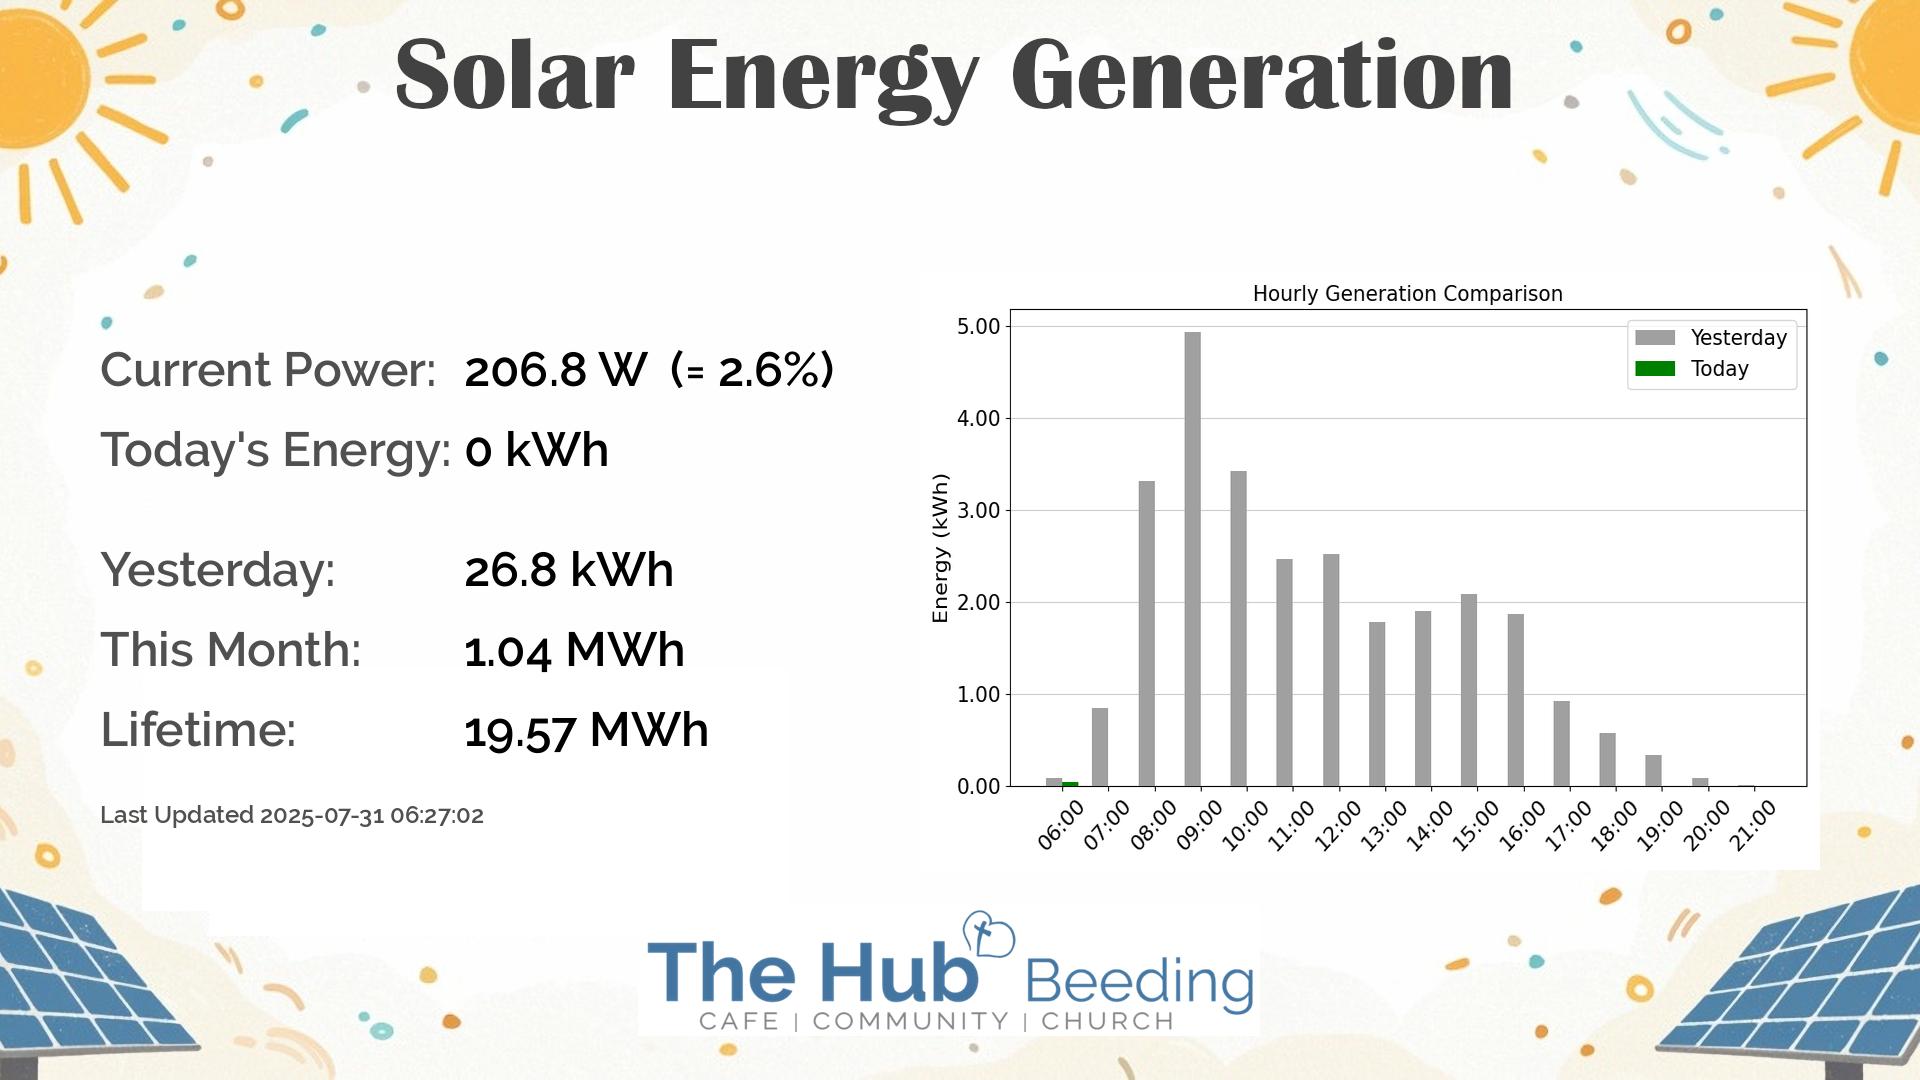 Solar Energy Generation
Current Power: 206.8 W (= 2.6%)
Today's Energy: 0 kWh
Yesterday: 26.8 kWh
This Month: 1.04 MWh
Lifetime: 19.57 MWh
Last Updated 2025-07-31 06:27:02
Hourly Generation Comparison
Yesterday
Today
Energy (kWh)
5.00
4.00
3.00
2.00
1.00
0.00
06:00 07:00 08:00 09:00 10:00 11:00 12:00 13:00 14:00 15:00 16:00 17:00 18:00 19:00 20:00 21:00
The Hub Beeding
CAFE | COMMUNITY | CHURCH